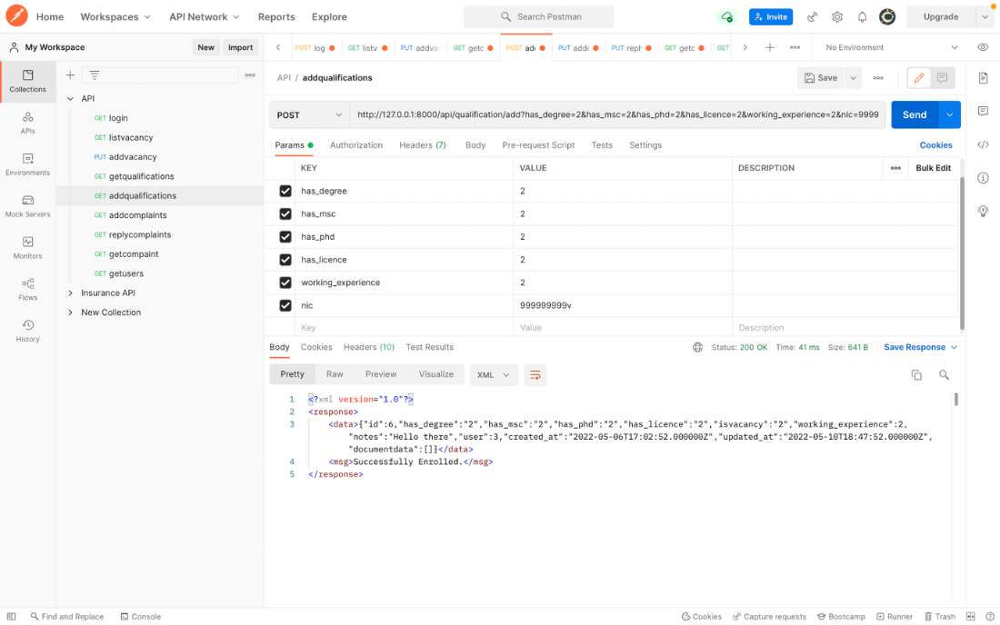 Home Workspaces API Network Reports Explore Search Postman Invite Upgrade
My Workspace New Import
POST log GET listv PUT addva GET getc POST add PUT addc PUT repl GET getc GET No Environment
Collections
APIs
Environments
Mock Servers
Monitors
Flows
History
API
GET login
GET listvacancy
PUT addvacancy
GET getqualifications
GET addqualifications
GET addcomplaints
GET replycomplaints
GET getcompaint
GET getusers
Insurance API
New Collection
API / addqualifications Save
POST http://127.0.0.1:8000/api/qualification/add?has_degree=2&has_msc=2&has_phd=2&has_licence=2&working_experience=2&nic=9999 Send
Params Authorization Headers (7) Body Pre-request Script Tests Settings Cookies
KEY VALUE DESCRIPTION Bulk Edit
has_degree 2
has_msc 2
has_phd 2
has_licence 2
working_experience 2
nic 999999999v
Key Value Description
Body Cookies Headers (10) Test Results Status: 200 OK Time: 41 ms Size: 641 B Save Response
Pretty Raw Preview Visualize XML
1 <?xml version="1.0"?>
2 <response>
3 <data>{"id":6,"has_degree":"2","has_msc":"2","has_phd":"2","has_licence":"2","isvacancy":"2","working_experience":2,
"notes":"Hello there","user":3,"created_at":"2022-05-06T17:02:52.000000Z","updated_at":"2022-05-10T18:47:52.000000Z",
"documentdata":[]}</data>
4 <msg>Successfully Enrolled.</msg>
5 </response>
Find and Replace Console Cookies Capture requests Bootcamp Runner Trash